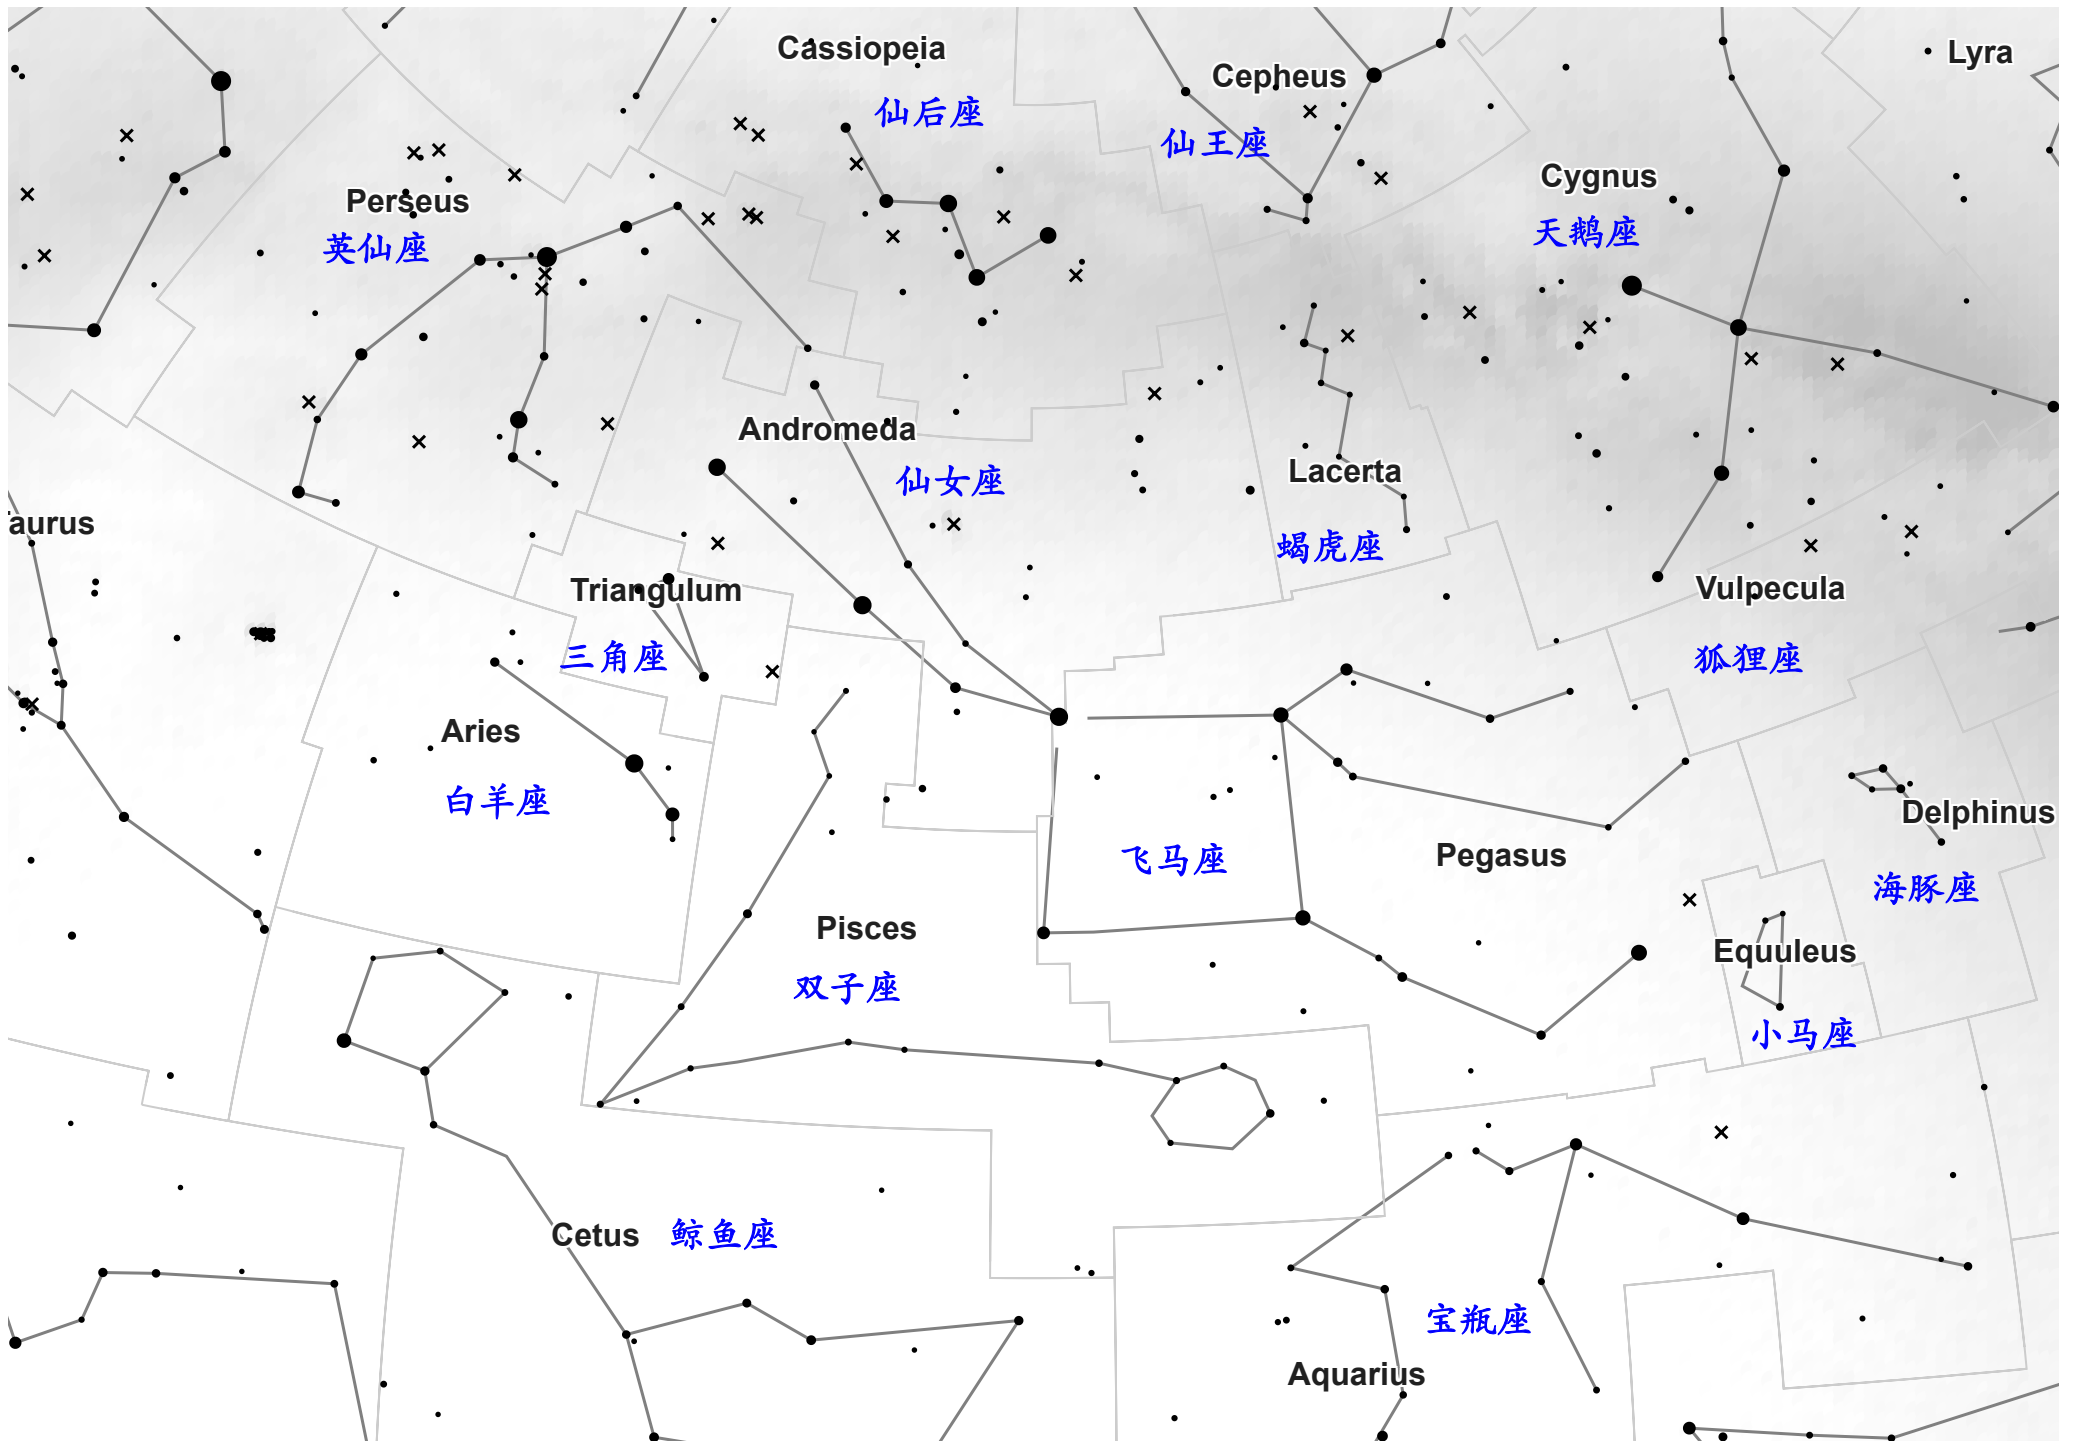 Cassiopeia
仙后座
Cepheus
仙王座
Lyra
Perseus
英仙座
Cygnus
天鹅座
Andromeda
仙女座
Lacerta
蝎虎座
aurus
Triangulum
三角座
Vulpecula
狐狸座
Aries
白羊座
Delphinus
海豚座
飞马座
Pegasus
Pisces
双子座
Equuleus
小马座
Cetus
鲸鱼座
宝瓶座
Aquarius